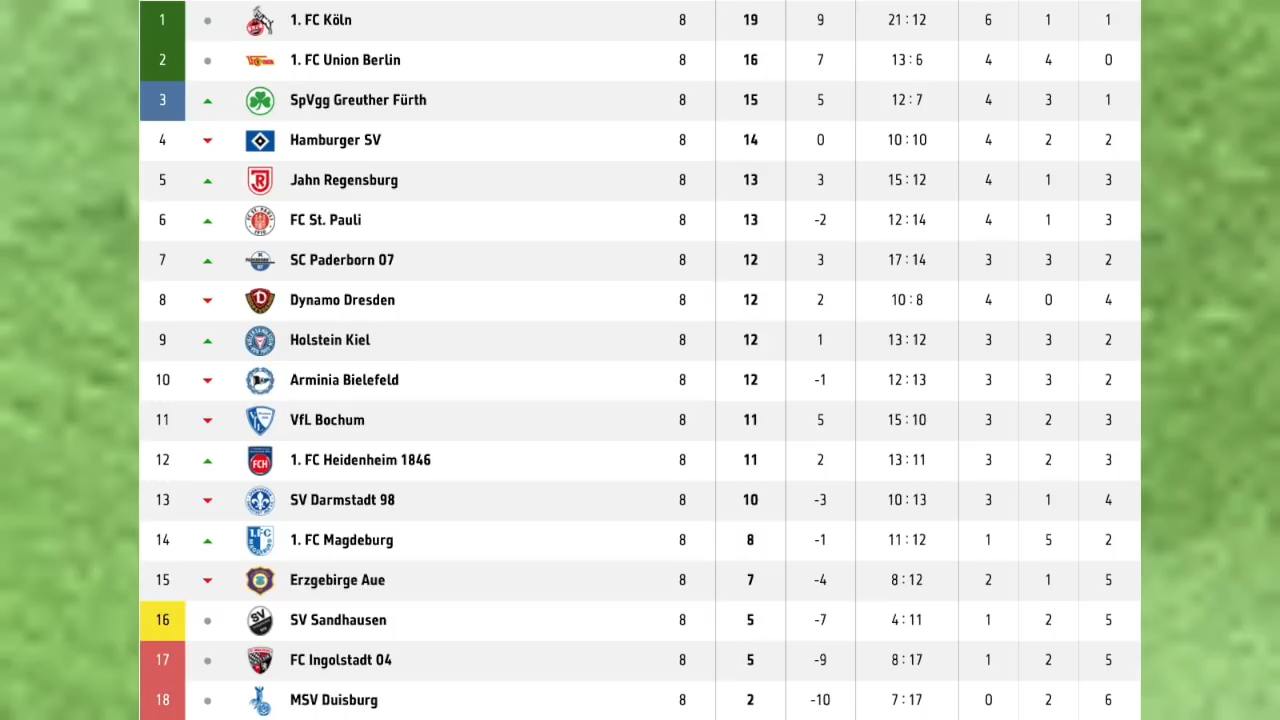 1 1. FC Köln 8 19 9 21:12 6 1 1
2 1. FC Union Berlin 8 16 7 13:6 4 4 0
3 SpVgg Greuther Fürth 8 15 5 12:7 4 3 1
4 Hamburger SV 8 14 0 10:10 4 2 2
5 Jahn Regensburg 8 13 3 15:12 4 1 3
6 FC St. Pauli 8 13 -2 12:14 4 1 3
7 SC Paderborn 07 8 12 3 17:14 3 3 2
8 Dynamo Dresden 8 12 2 10:8 4 0 4
9 Holstein Kiel 8 12 1 13:12 3 3 2
10 Arminia Bielefeld 8 12 -1 12:13 3 3 2
11 VfL Bochum 8 11 5 15:10 3 2 3
12 FCH 1. FC Heidenheim 1846 8 11 2 13:11 3 2 3
13 SV Darmstadt 98 8 10 -3 10:13 3 1 4
14 1. FC Magdeburg 8 8 -1 11:12 1 5 2
15 Erzgebirge Aue 8 7 -4 8:12 2 1 5
16 SV SV Sandhausen 8 5 -7 4:11 1 2 5
17 FC Ingolstadt 04 8 5 -9 8:17 1 2 5
18 MSV Duisburg 8 2 -10 7:17 0 2 6